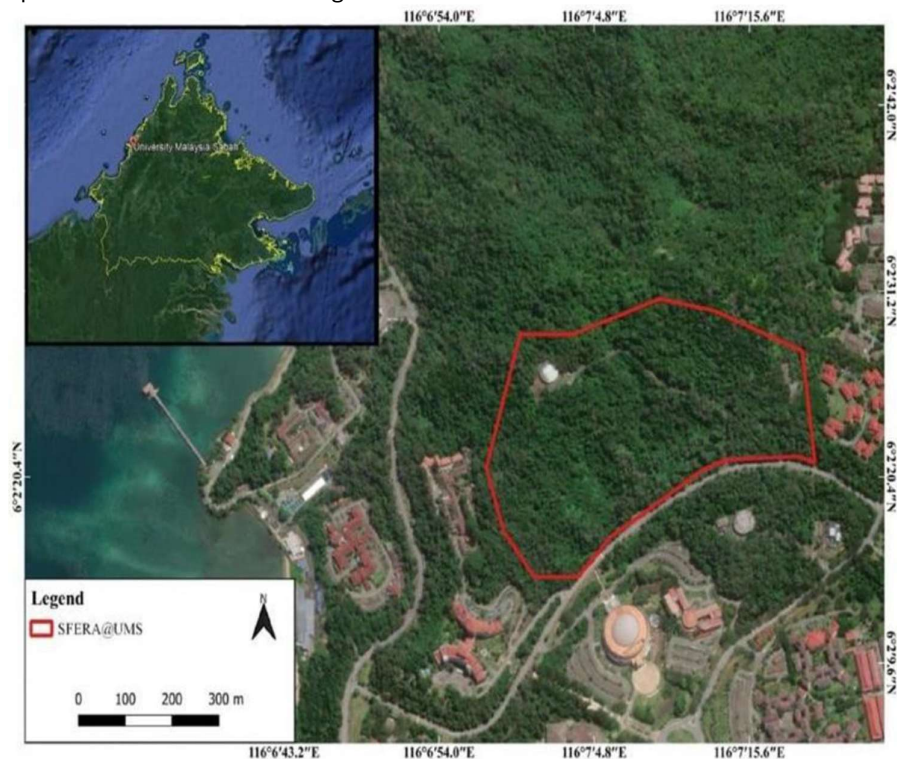 116°6'54.0"E 116°7'4.8"E 116°7'15.6"E
University Malaysia Sabah
6°2'42.0"N
6°2'31.2"N
6°2'20.4"N
6°2'20.4"N
6°2'9.6"N
Legend
SFERA@UMS
N
0 100 200 300 m
116°6'43.2"E 116°6'54.0"E 116°7'4.8"E 116°7'15.6"E